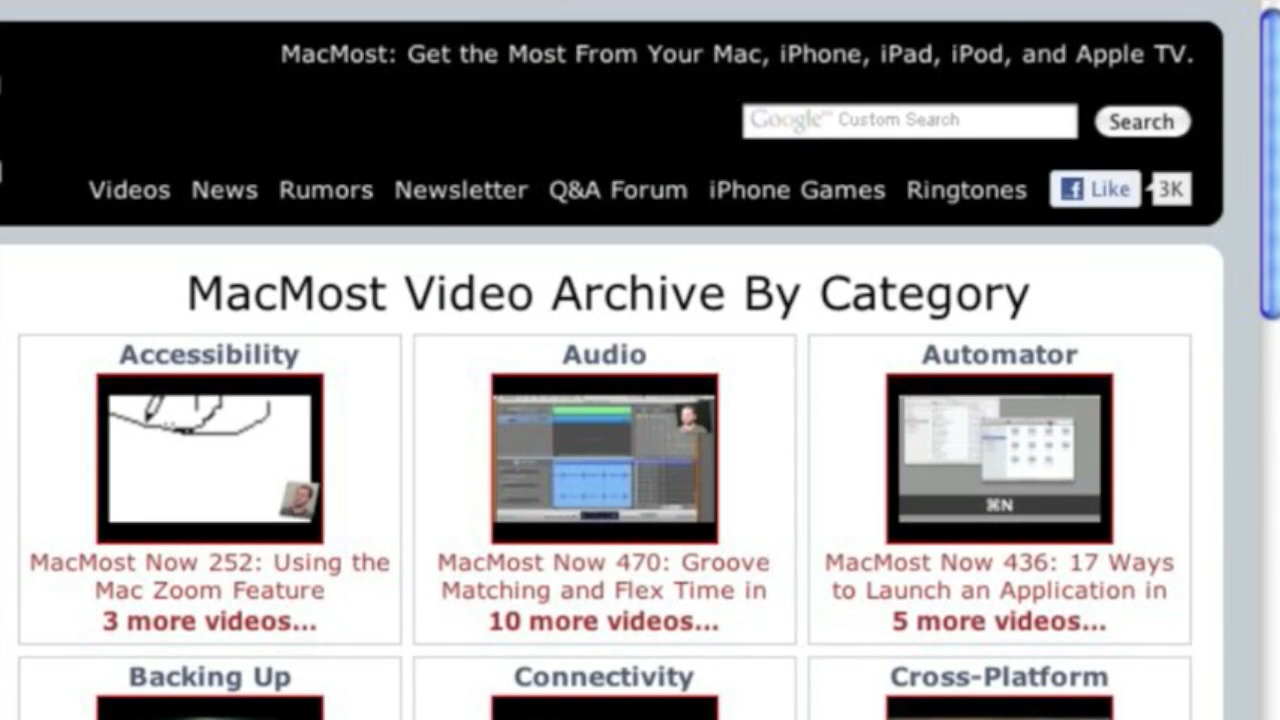 MacMost: Get the Most From Your Mac, iPhone, iPad, iPod, and Apple TV.
Google™ Custom Search
Search
Videos News Rumors Newsletter Q&A Forum iPhone Games Ringtones Like 3K
MacMost Video Archive By Category
Accessibility Audio Automator
⌘N
MacMost Now 252: Using the MacMost Now 470: Groove MacMost Now 436: 17 Ways
Mac Zoom Feature Matching and Flex Time in to Launch an Application in
3 more videos... 10 more videos... 5 more videos...
Backing Up Connectivity Cross-Platform